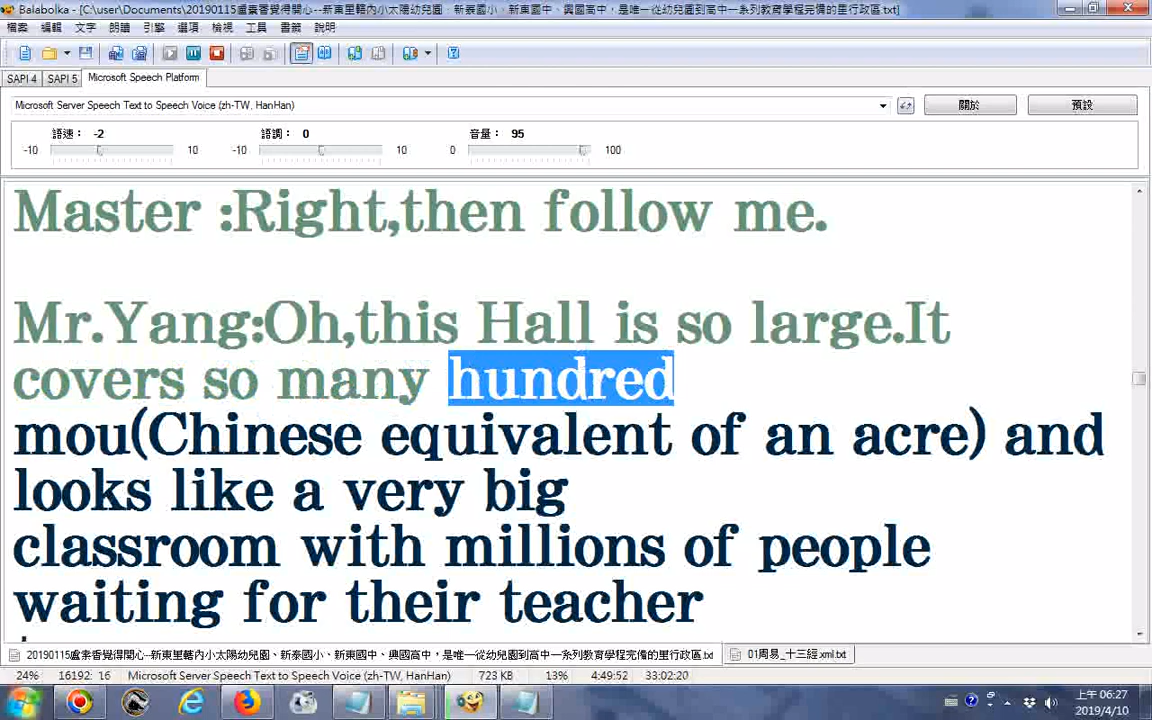 Balabolka - [C:\user\Documents\20190115盧素香覺得開心--新東里轄內小太陽幼兒園、新泰國小、新東國中、興國高中，是唯一從幼兒園到高中一系列教育學程完備的里行政區.txt]
檔案 編輯 文字 朗讀 引擎 選項 檢視 工具 書籤 說明
SAPI 4 SAPI 5 Microsoft Speech Platform
Microsoft Server Speech Text to Speech Voice (zh-TW, HanHan) 關於 預設
語速： -2 語調： 0 音量： 95
-10 10 -10 10 0 100
Master :Right,then follow me.
Mr.Yang:Oh,this Hall is so large.It
covers so many hundred
mou(Chinese equivalent of an acre) and
looks like a very big
classroom with millions of people
waiting for their teacher
20190115盧素香覺得開心--新東里轄內小太陽幼兒園、新泰國小、新東國中、興國高中，是唯一從幼兒園到高中一系列教育學程完備的里行政區.txt 01周易_十三經.xml.txt
24% 16192: 16 Microsoft Server Speech Text to Speech Voice (zh-TW, HanHan) 723 KB 13% 4:49:52 33:02:20
上午 06:27
2019/4/10